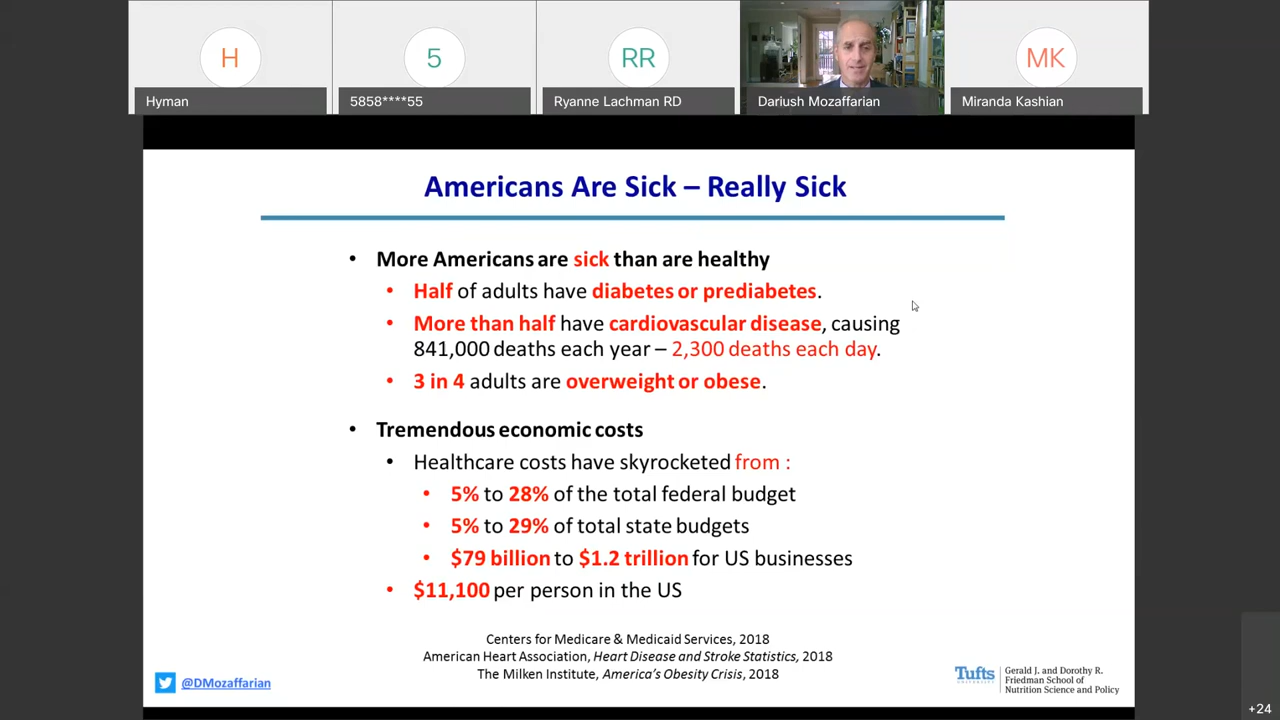 H
5
RR
MK
Hyman
5858****55
Ryanne Lachman RD
Dariush Mozaffarian
Miranda Kashian
Americans Are Sick – Really Sick
• More Americans are sick than are healthy
• Half of adults have diabetes or prediabetes.
• More than half have cardiovascular disease, causing
841,000 deaths each year – 2,300 deaths each day.
• 3 in 4 adults are overweight or obese.
• Tremendous economic costs
• Healthcare costs have skyrocketed from :
• 5% to 28% of the total federal budget
• 5% to 29% of total state budgets
• $79 billion to $1.2 trillion for US businesses
• $11,100 per person in the US
Centers for Medicare & Medicaid Services, 2018
American Heart Association, Heart Disease and Stroke Statistics, 2018
The Milken Institute, America's Obesity Crisis, 2018
@DMozaffarian
Tufts
Gerald J. and Dorothy R.
Friedman School of
Nutrition Science and Policy
+24